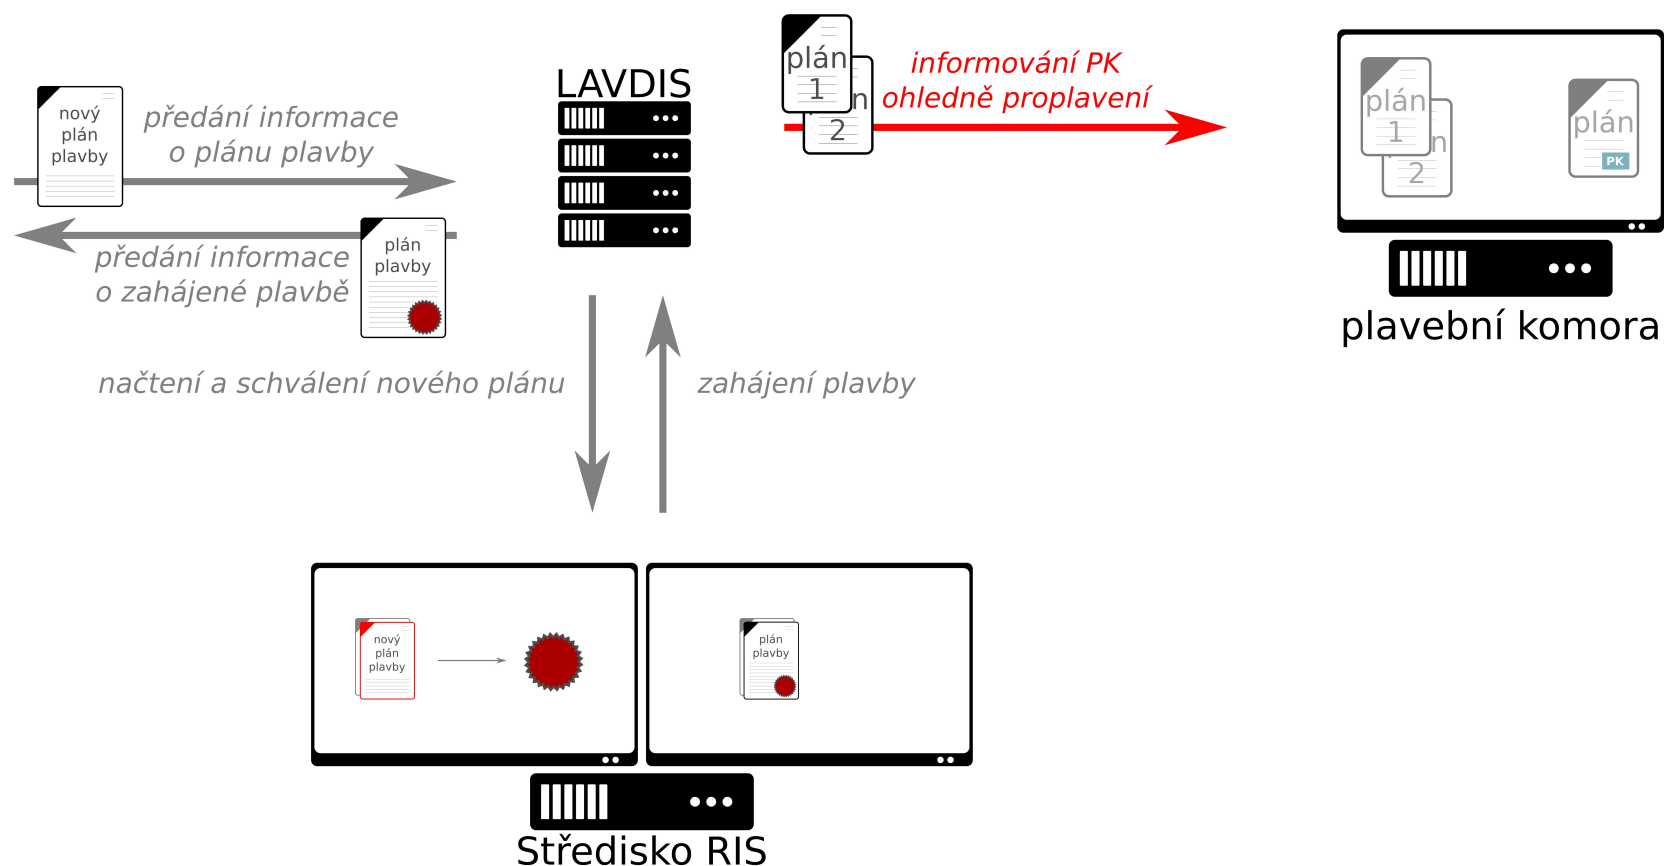 LAVDIS
plán
1
n
2
informování PK
ohledně proplavení
nový
plán
plavby
předání informace
o plánu plavby
předání informace
o zahájené plavbě
plán
plavby
plán
1
n
2
plán
PK
plavební komora
načtení a schválení nového plánu
zahájení plavby
nový
plán
plavby
plán
plavby
Středisko RIS